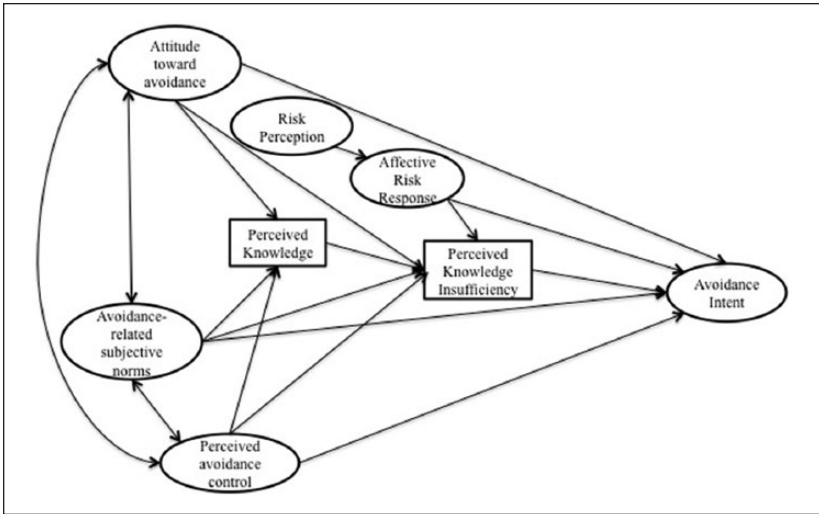 Attitude
toward
avoidance
Risk
Perception
Affective
Risk
Response
Perceived
Knowledge
Perceived
Knowledge
Insufficiency
Avoidance
Intent
Avoidance-
related
subjective
norms
Perceived
avoidance
control